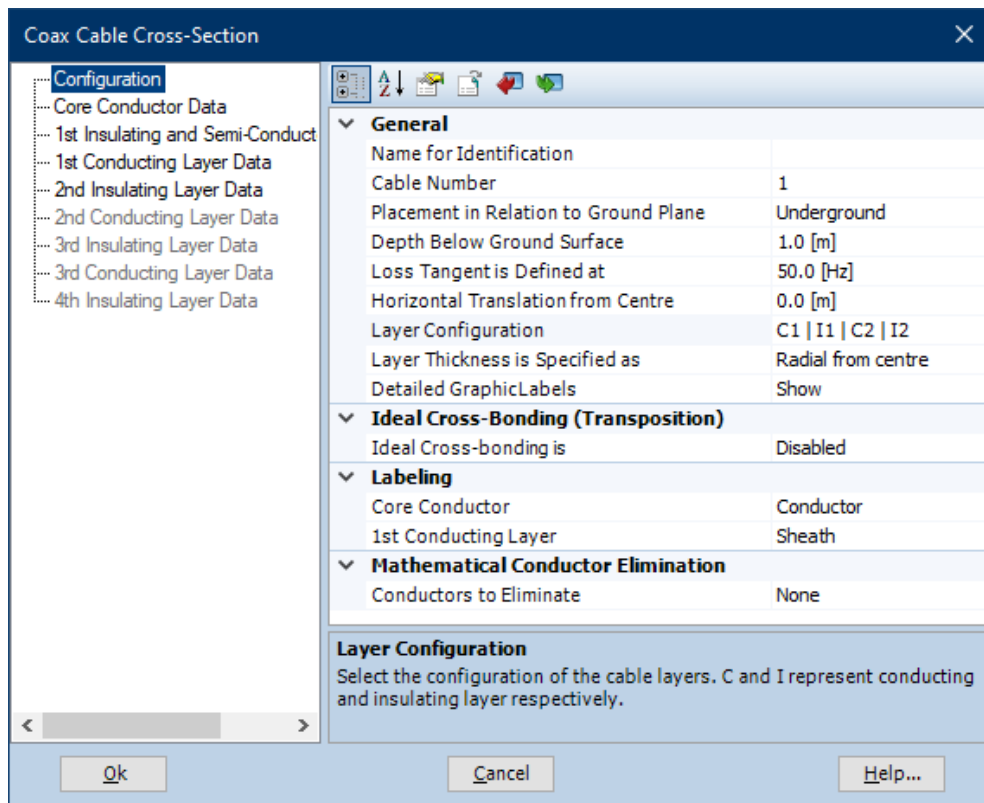 Coax Cable Cross-Section
Configuration
Core Conductor Data
1st Insulating and Semi-Conduct
1st Conducting Layer Data
2nd Insulating Layer Data
2nd Conducting Layer Data
3rd Insulating Layer Data
3rd Conducting Layer Data
4th Insulating Layer Data
General
Name for Identification
Cable Number 1
Placement in Relation to Ground Plane Underground
Depth Below Ground Surface 1.0 [m]
Loss Tangent is Defined at 50.0 [Hz]
Horizontal Translation from Centre 0.0 [m]
Layer Configuration C1 | I1 | C2 | I2
Layer Thickness is Specified as Radial from centre
Detailed GraphicLabels Show
Ideal Cross-Bonding (Transposition)
Ideal Cross-bonding is Disabled
Labeling
Core Conductor Conductor
1st Conducting Layer Sheath
Mathematical Conductor Elimination
Conductors to Eliminate None
Layer Configuration
Select the configuration of the cable layers. C and I represent conducting
and insulating layer respectively.
Ok Cancel Help...